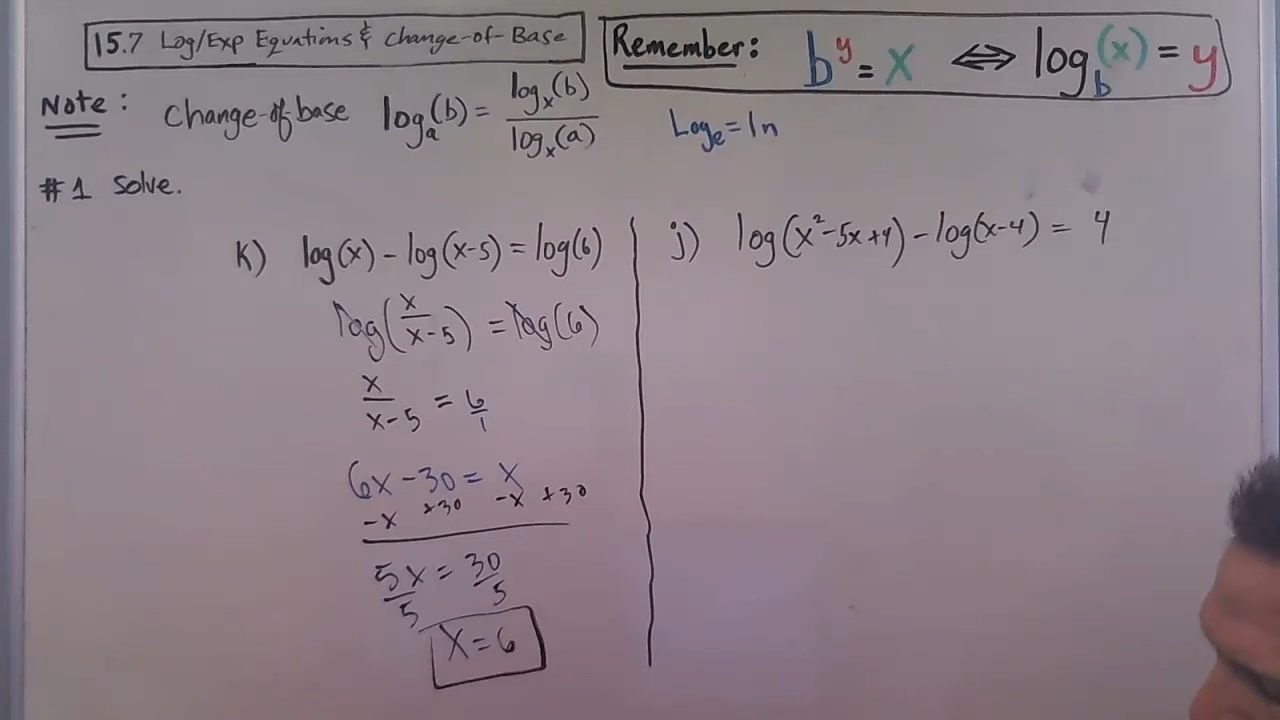 15.7 Log/Exp Equations & Change-of-Base
Remember: b^y = x ⇔ log_b(x) = y
Note: Change-of-base log_a(b) = log_x(b)/log_x(a)
Log_e = ln
#1 Solve.
K) log(x) - log(x-5) = log(6)
log(x/(x-5)) = log(6)
x/(x-5) = 6/1
6x - 30 = x
-x +30 -x +30
5x/5 = 30/5
x = 6
j) log(x²-5x+4) - log(x-4) = 4